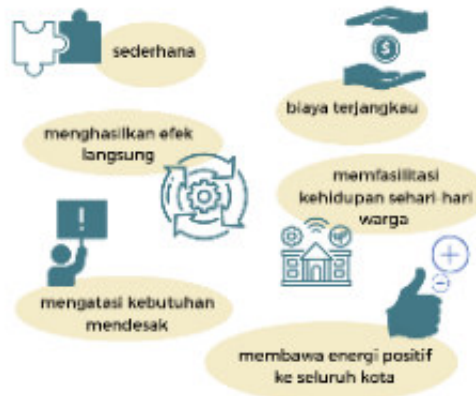 sederhana
biaya terjangkau
menghasilkan efek
langsung
memfasilitasi
kehidupan sehari-hari
warga
mengatasi kebutuhan
mendesak
membawa energi positif
ke seluruh kota